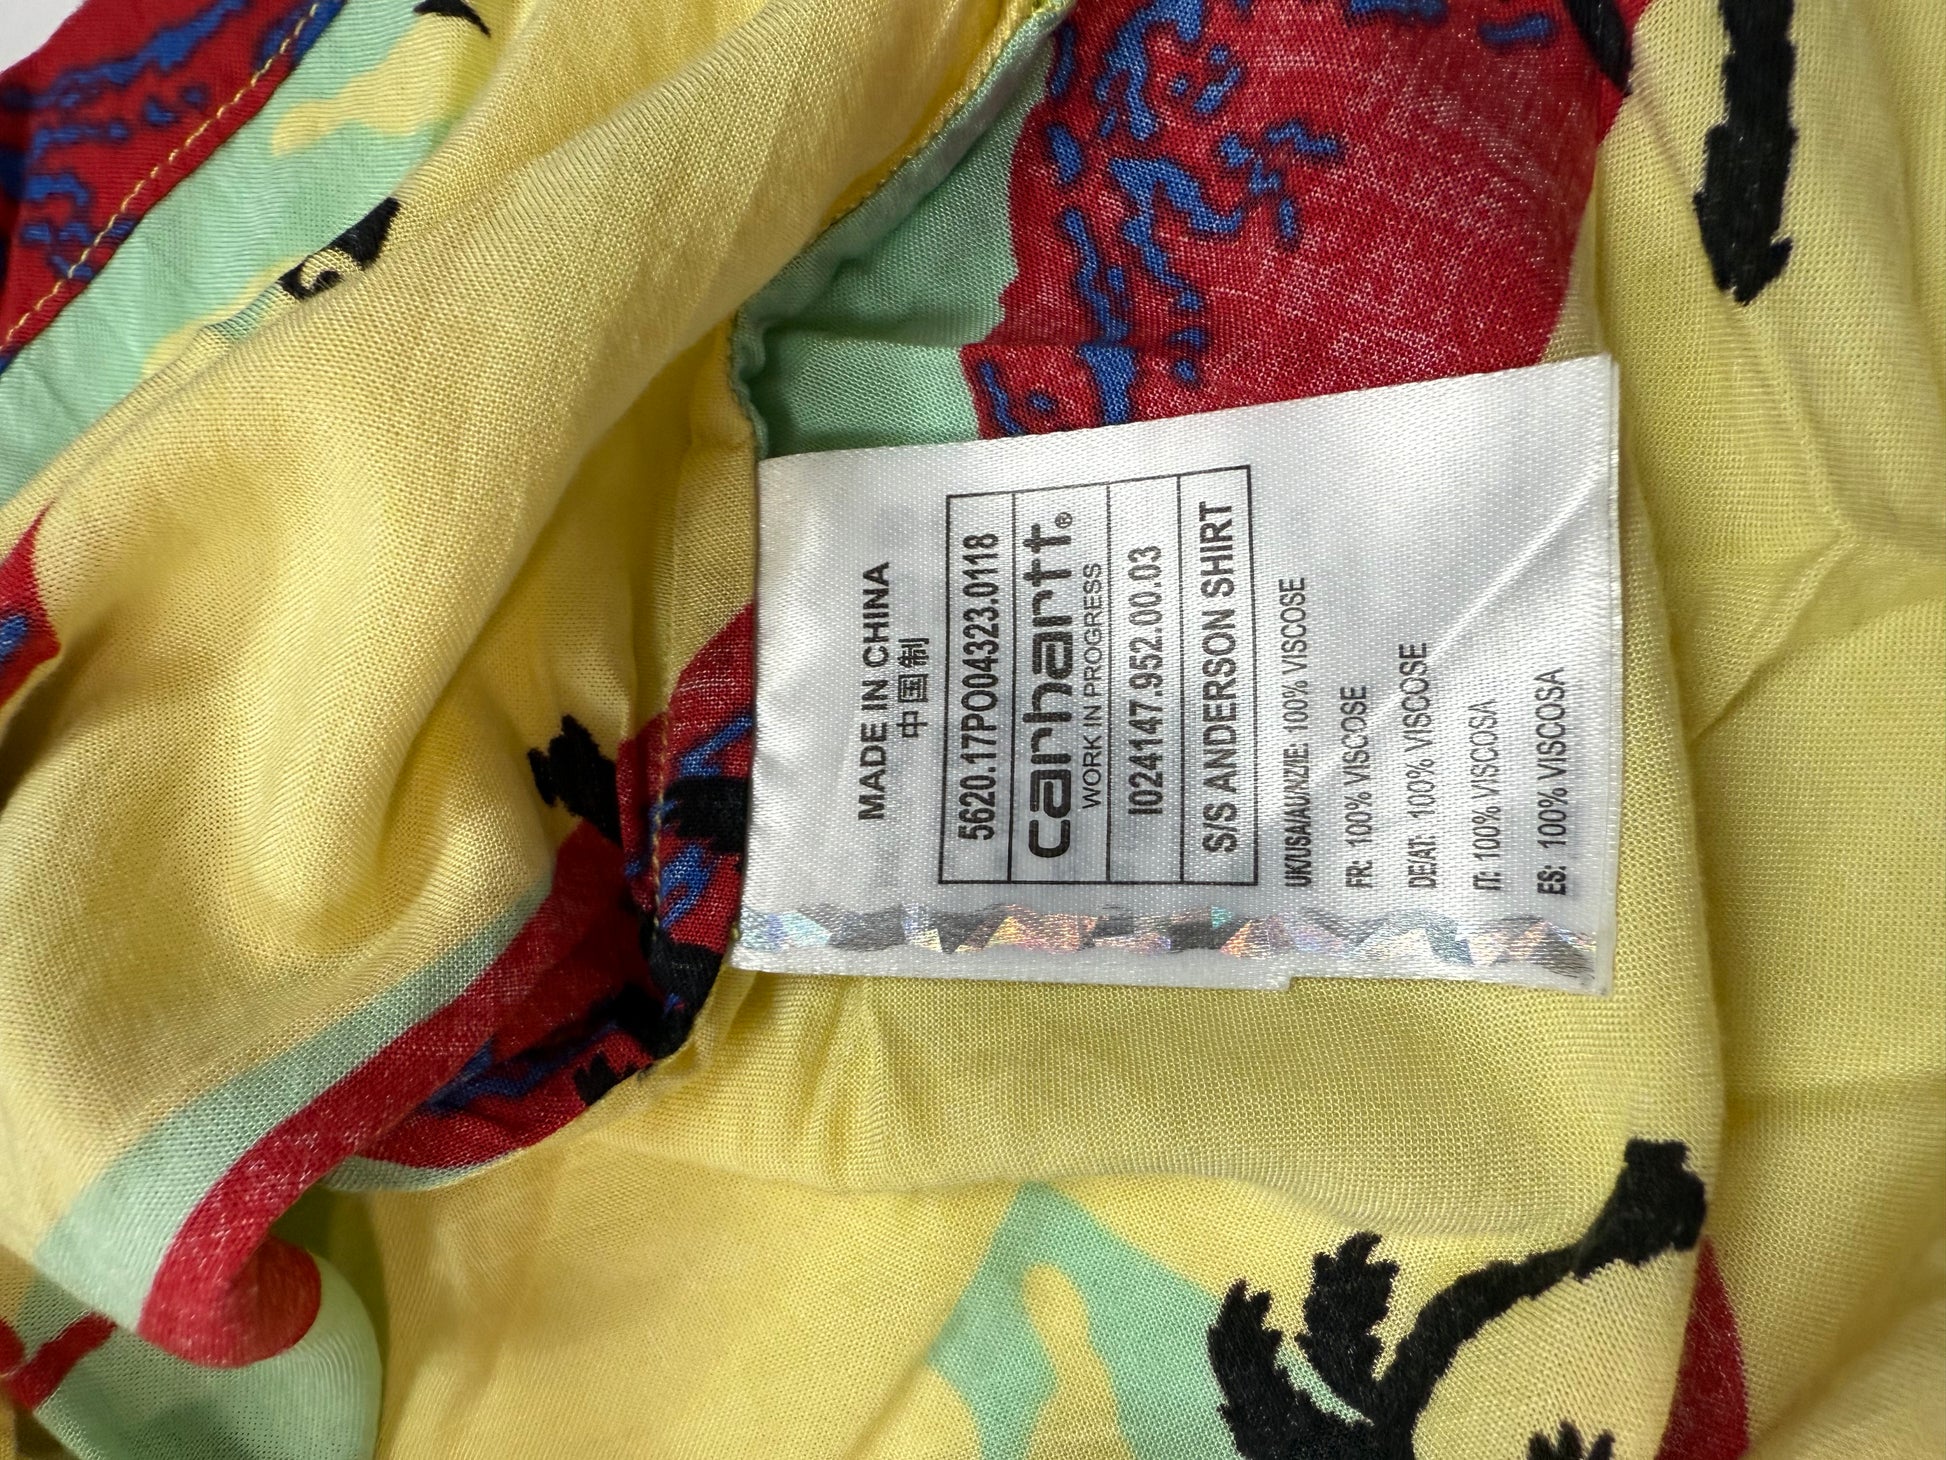 MADE IN CHINA
中国制
5620.17PO04323.0118
carhartt®
WORK IN PROGRESS
I024147.952.00.03
S/S ANDERSON SHIRT
UK/USA/AU/NZ/IE: 100% VISCOSE
FR: 100% VISCOSE
DE/AT: 100% VISCOSE
IT: 100% VISCOSA
ES: 100% VISCOSA